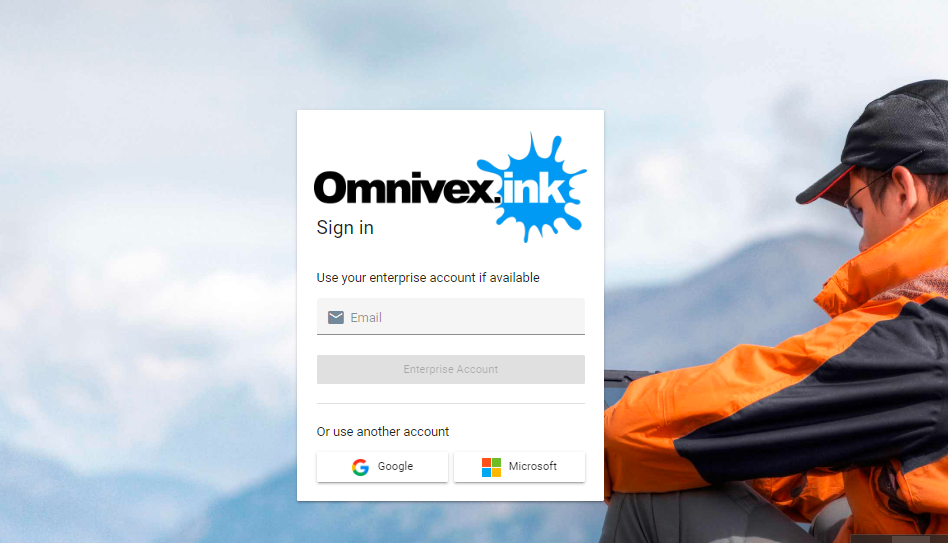 Omnivex.ink
Sign in
Use your enterprise account if available
Email
Enterprise Account
Or use another account
Google
Microsoft